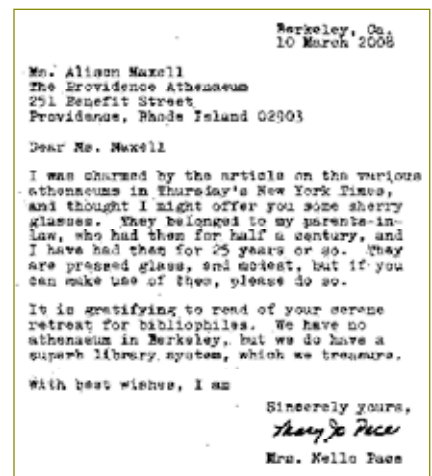 Berkeley, Ca.
10 March 2008
Ms. Alison Maxell
The Providence Athenaeum
251 Benefit Street
Providence, Rhode Island 02903
Dear Ms. Maxell
I was charmed by the article on the various
athenaeums in Thursday's New York Times,
and thought I might offer you some sherry
glasses. They belonged to my parents-in-
law, who had them for half a century, and
I have had them for 25 years or so. They
are pressed glass, and modest, but if you
can make use of them, please do so.
It is gratifying to read of your serene
retreat for bibliophiles. We have no
athenaeum in Berkeley, but we do have a
superb library system, which we treasure.
With best wishes, I am
Sincerely yours,
Mary Jo Pace
Mrs. Nello Pace